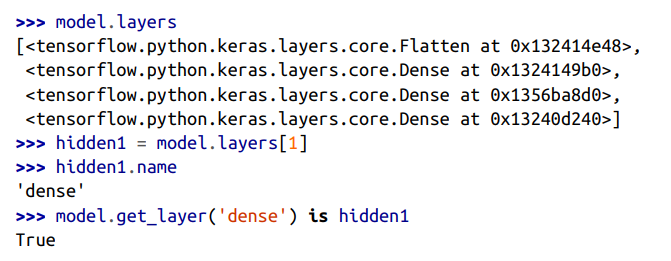 >>> model.layers
[<tensorflow.python.keras.layers.core.Flatten at 0x132414e48>,
 <tensorflow.python.keras.layers.core.Dense at 0x1324149b0>,
 <tensorflow.python.keras.layers.core.Dense at 0x1356ba8d0>,
 <tensorflow.python.keras.layers.core.Dense at 0x13240d240>]
>>> hidden1 = model.layers[1]
>>> hidden1.name
'dense'
>>> model.get_layer('dense') is hidden1
True